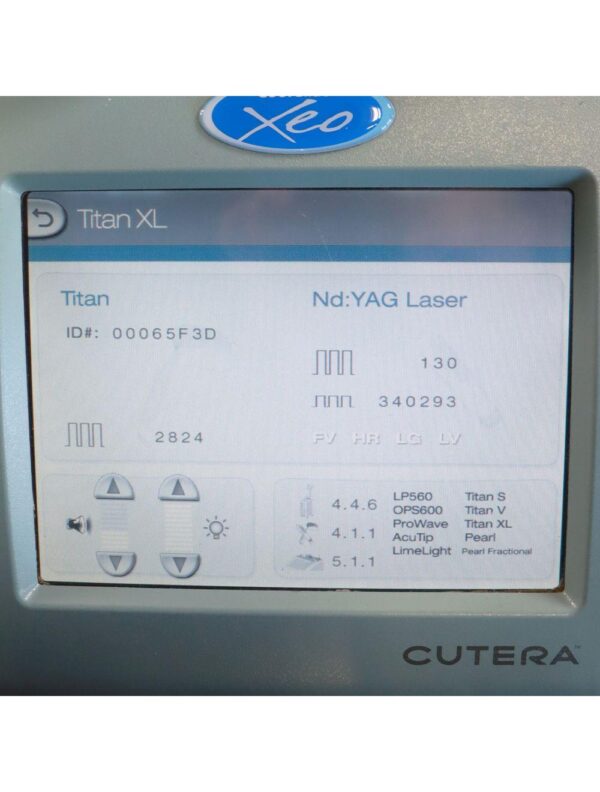 Xeo
Titan XL
Titan
ID#: 00065F3D
2824
Nd:YAG Laser
130
340293
FV HR LG LV
4.4.6
4.1.1
5.1.1
LP560
OPS600
ProWave
AcuTip
LimeLight
Titan S
Titan V
Titan XL
Pearl
Pearl Fractional
CUTERA™